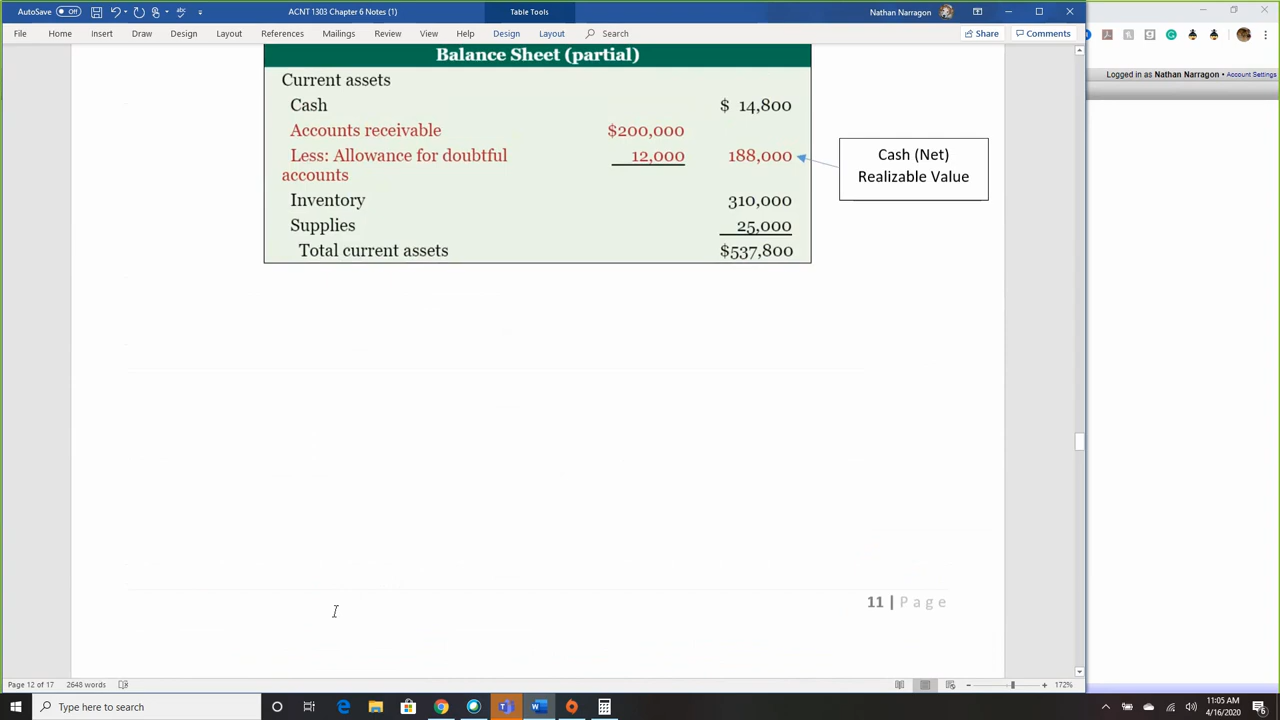 AutoSave Off
ACNT 1303 Chapter 6 Notes (1)
Table Tools
Nathan Narragon
File Home Insert Draw Design Layout References Mailings Review View Help Design Layout Search Share Comments
Logged in as Nathan Narragon • Account Settings
Balance Sheet (partial)
Current assets
Cash $ 14,800
Accounts receivable $200,000
Less: Allowance for doubtful 12,000 188,000
accounts
Inventory 310,000
Supplies 25,000
Total current assets $537,800
Cash (Net)
Realizable Value
11 | Page
Page 12 of 17 2648 words 172%
Type here to search
11:05 AM
4/16/2020
6